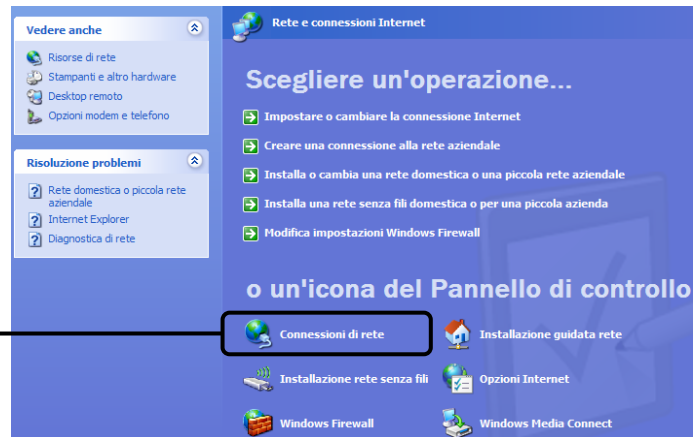 Vedere anche
Risorse di rete
Stampanti e altro hardware
Desktop remoto
Opzioni modem e telefono
Risoluzione problemi
Rete domestica o piccola rete
aziendale
Internet Explorer
Diagnostica di rete
Rete e connessioni Internet
Scegliere un'operazione...
Impostare o cambiare la connessione Internet
Creare una connessione alla rete aziendale
Installa o cambia una rete domestica o una piccola rete aziendale
Installa una rete senza fili domestica o per una piccola azienda
Modifica impostazioni Windows Firewall
o un'icona del Pannello di controllo
Connessioni di rete
Installazione guidata rete
Installazione rete senza fili
Opzioni Internet
Windows Firewall
Windows Media Connect